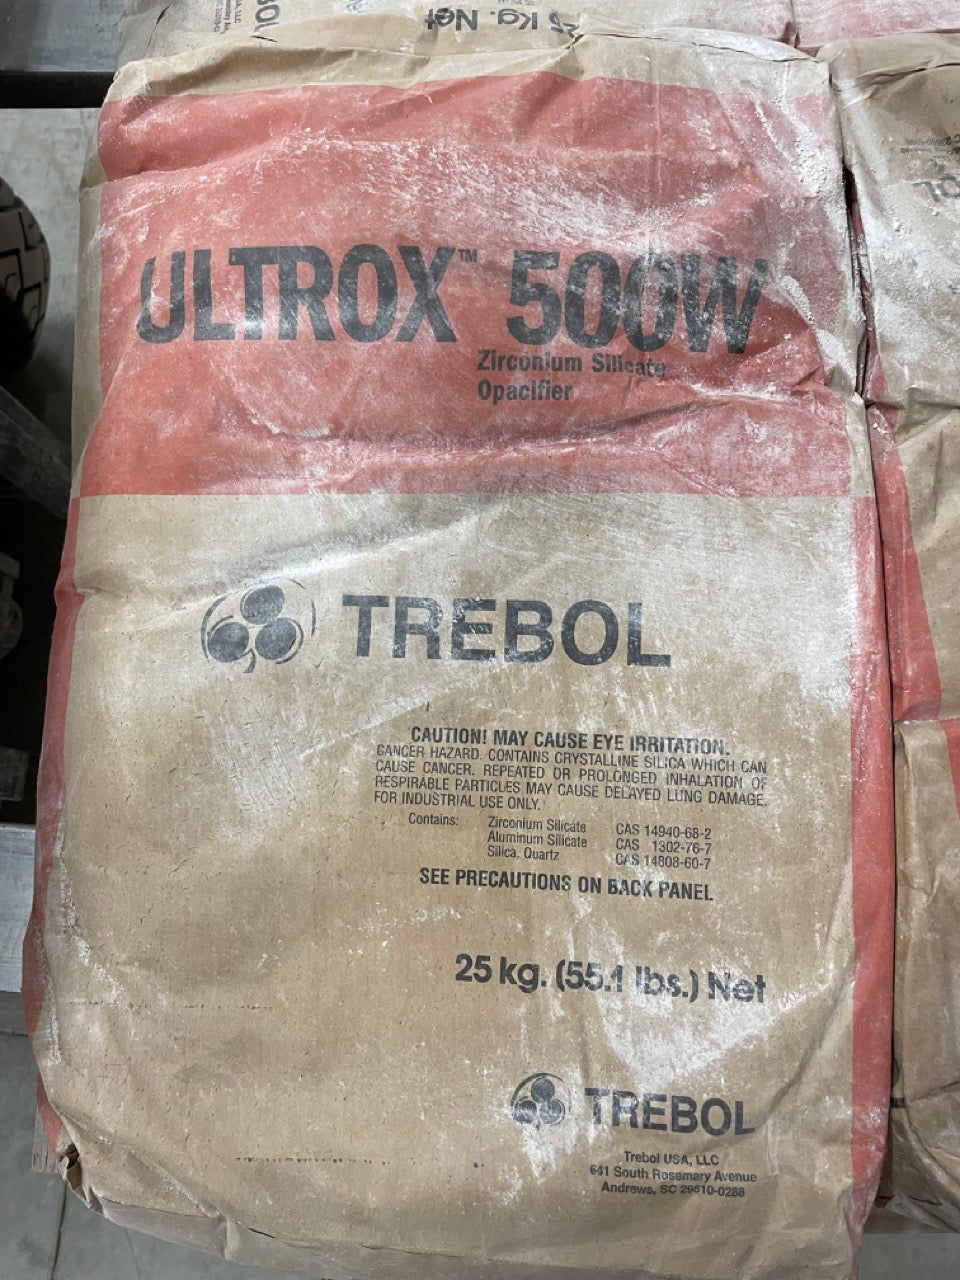 25 Kg. Net
ULTROX™ 500W
Zirconium Silicate
Opacifier
TREBOL
CAUTION! MAY CAUSE EYE IRRITATION.
CANCER HAZARD. CONTAINS CRYSTALLINE SILICA WHICH CAN
CAUSE CANCER. REPEATED OR PROLONGED INHALATION OF
RESPIRABLE PARTICLES MAY CAUSE DELAYED LUNG DAMAGE.
FOR INDUSTRIAL USE ONLY.
Contains: Zirconium Silicate CAS 14940-68-2
Aluminum Silicate CAS 1302-76-7
Silica, Quartz CAS 14808-60-7
SEE PRECAUTIONS ON BACK PANEL.
25 kg. (55.1 lbs.) Net
TREBOL
Trebol USA, LLC
641 South Rosemary Avenue
Andrews, SC 29510-0288